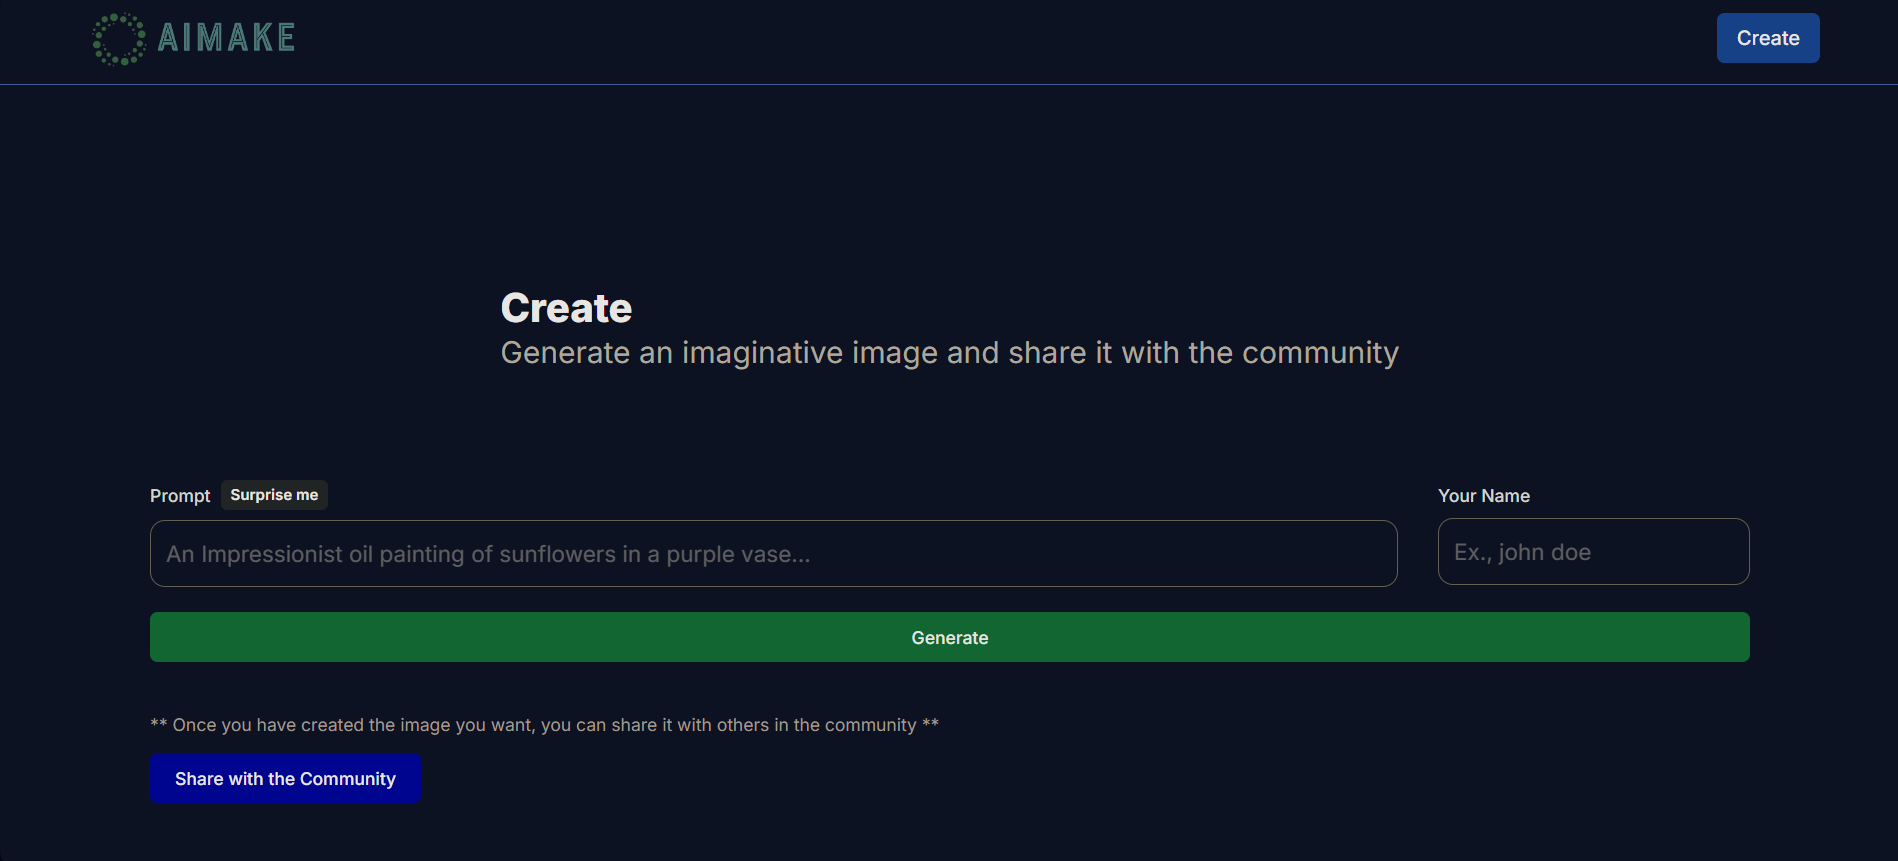 AIMAKE
Create
Create
Generate an imaginative image and share it with the community
Prompt
Surprise me
Your Name
An Impressionist oil painting of sunflowers in a purple vase...
Ex., john doe
Generate
** Once you have created the image you want, you can share it with others in the community **
Share with the Community